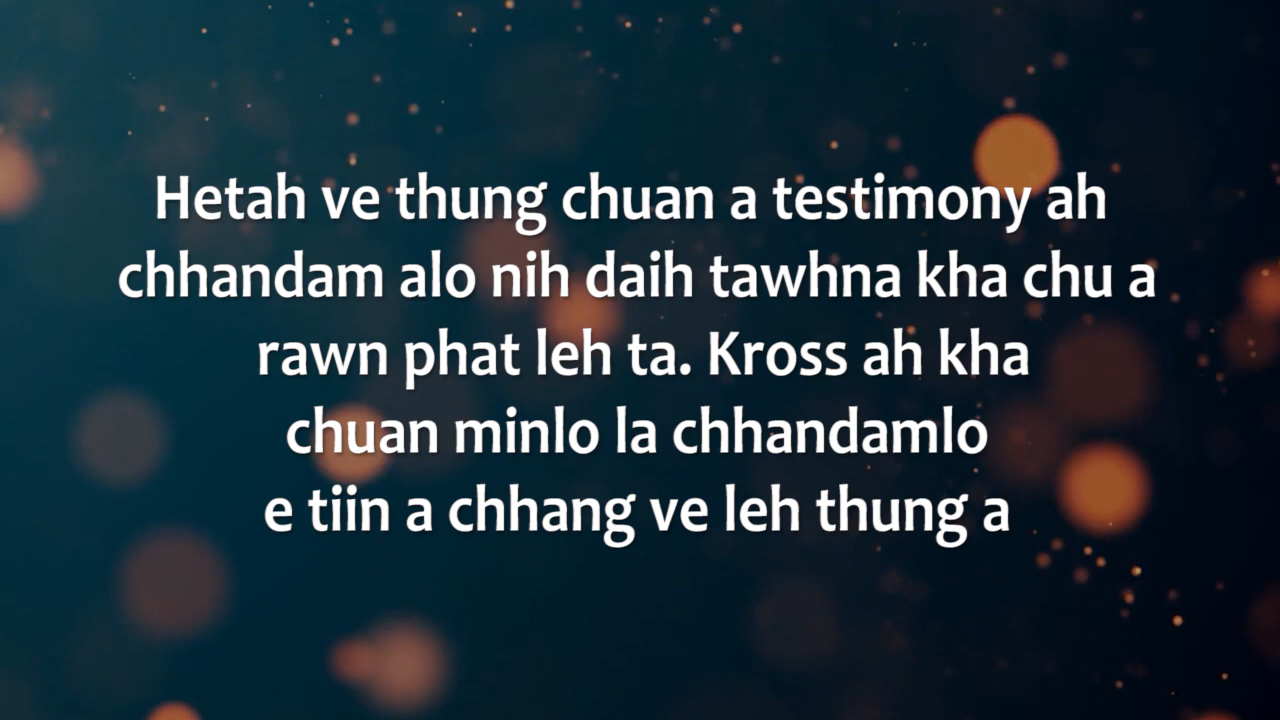 Hetah ve thung chuan a testimony ah
chhandam alo nih daih tawhna kha chu a
rawn phat leh ta. Kross ah kha
chuan minlo la chhandamlo
e tiin a chhang ve leh thung a